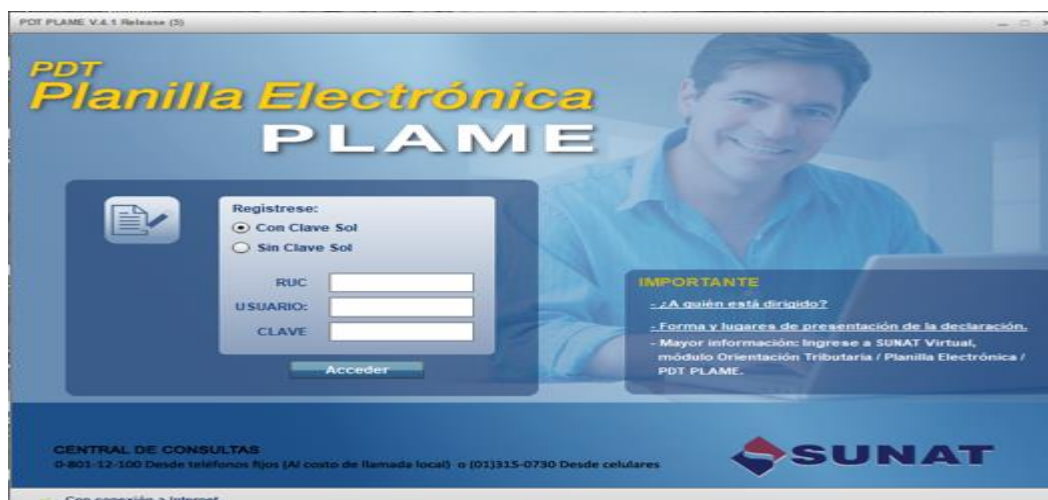 PDT PLAME V.4.1 Release (3)
PDT
Planilla Electrónica
PLAME
Registrese:
Con Clave Sol
Sin Clave Sol
RUC
USUARIO:
CLAVE
Acceder
IMPORTANTE
- ¿A quién está dirigido?
- Forma y lugares de presentación de la declaración.
- Mayor información: Ingrese a SUNAT Virtual,
módulo Orientación Tributaria / Planilla Electrónica /
PDT PLAME.
CENTRAL DE CONSULTAS
0-801-12-100 Desde teléfonos fijos (Al costo de llamada local) o (01)315-0730 Desde celulares
SUNAT
Con conexión a Internet